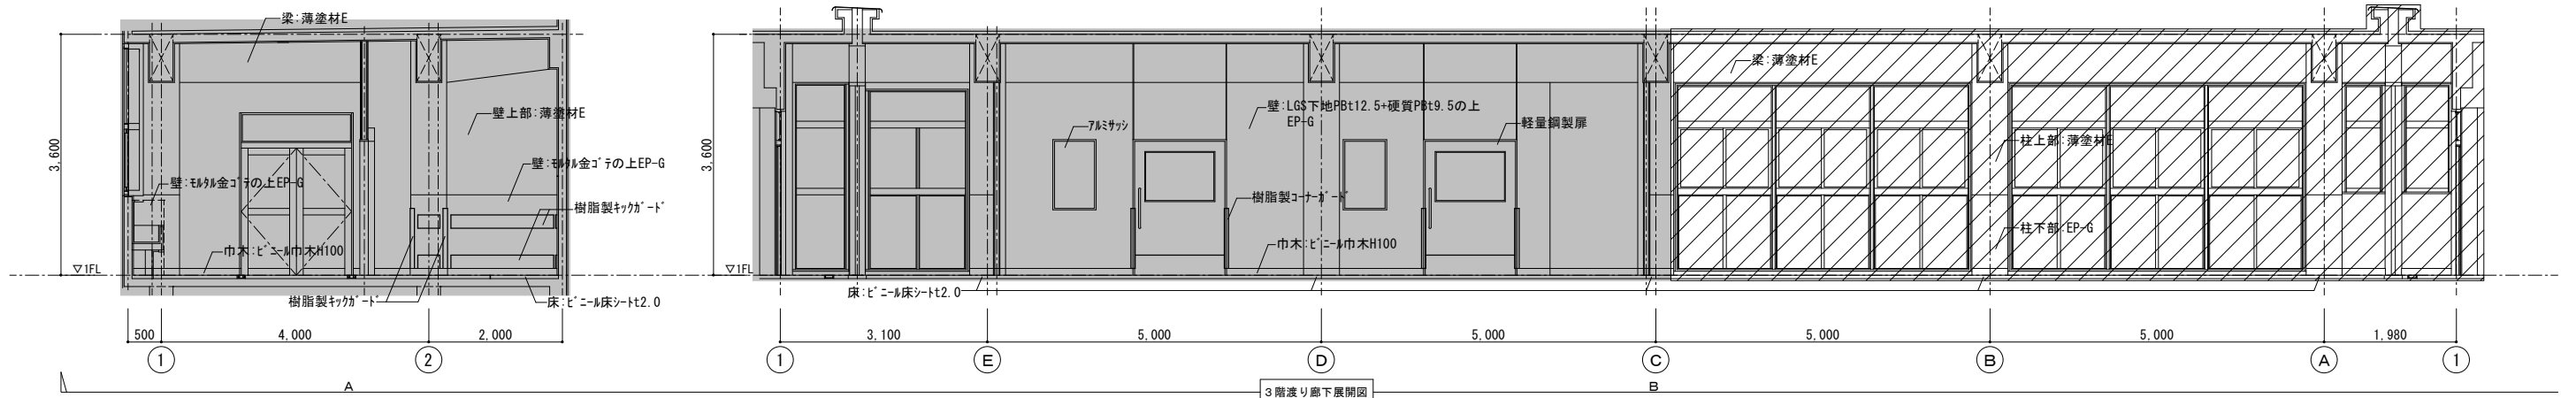 梁:薄塗材E
壁上部:薄塗材E
壁:ﾓﾙﾀﾙ金ｺﾞﾃの上EP-G
壁:ﾓﾙﾀﾙ金ｺﾞﾃの上EP-G
樹脂製ｷｯｸｶﾞｰﾄﾞ
巾木:ﾋﾞﾆｰﾙ巾木H100
樹脂製ｷｯｸｶﾞｰﾄﾞ
床:ﾋﾞﾆｰﾙ床ｼｰﾄt2.0
3,600
▽1FL
500
4,000
2,000
1
2
A
壁:LGS下地PBt12.5+硬質PBt9.5の上
EP-G
ｱﾙﾐｻｯｼ
軽量鋼製扉
樹脂製ｺｰﾅｰｶﾞｰﾄﾞ
巾木:ﾋﾞﾆｰﾙ巾木H100
床:ﾋﾞﾆｰﾙ床ｼｰﾄt2.0
梁:薄塗材E
柱上部:薄塗材E
柱下部:EP-G
3,600
▽1FL
3,100
5,000
5,000
5,000
5,000
1,980
1
E
D
C
B
A
1
B
3階渡り廊下展開図